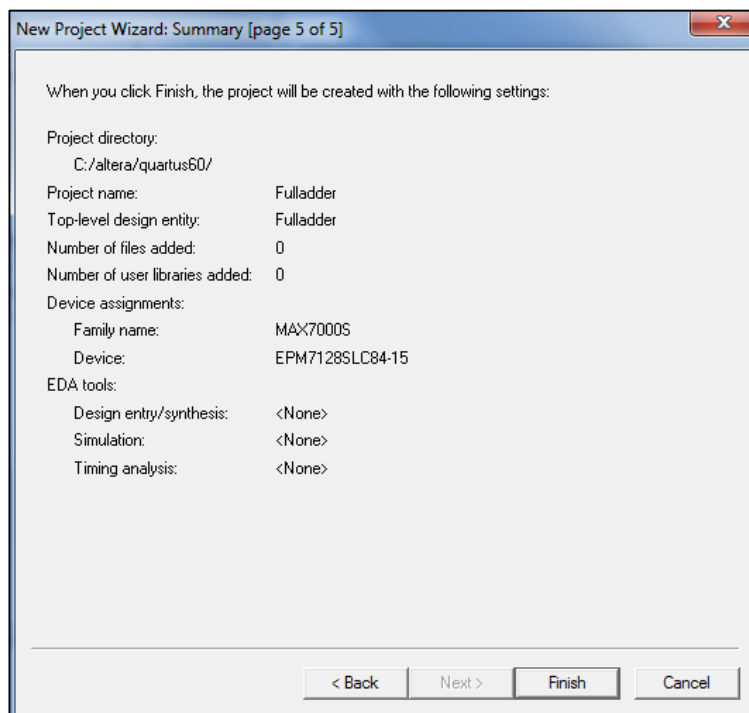 New Project Wizard: Summary [page 5 of 5]
When you click Finish, the project will be created with the following settings:
Project directory:
C:/altera/quartus60/
Project name: Fulladder
Top-level design entity: Fulladder
Number of files added: 0
Number of user libraries added: 0
Device assignments:
Family name: MAX7000S
Device: EPM7128SLC84-15
EDA tools:
Design entry/synthesis: <None>
Simulation: <None>
Timing analysis: <None>
< Back Next > Finish Cancel